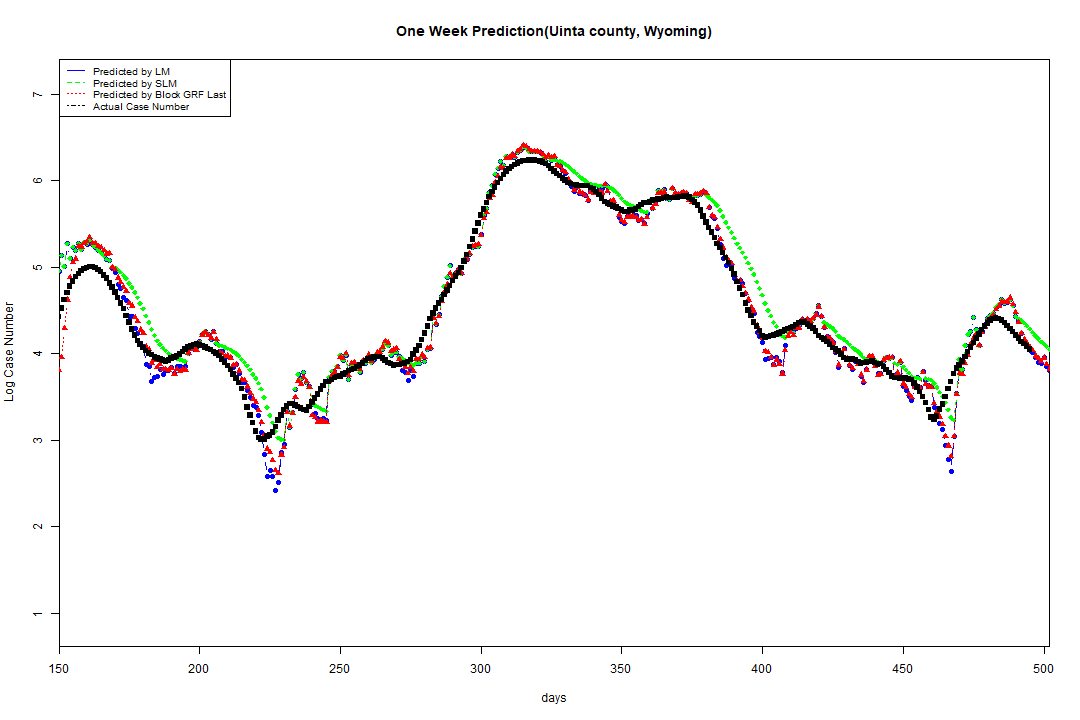 One Week Prediction(Uinta county, Wyoming)
Predicted by LM
Predicted by SLM
Predicted by Block GRF Last
Actual Case Number
7
6
5
4
3
2
1
Log Case Number
150 200 250 300 350 400 450 500
days